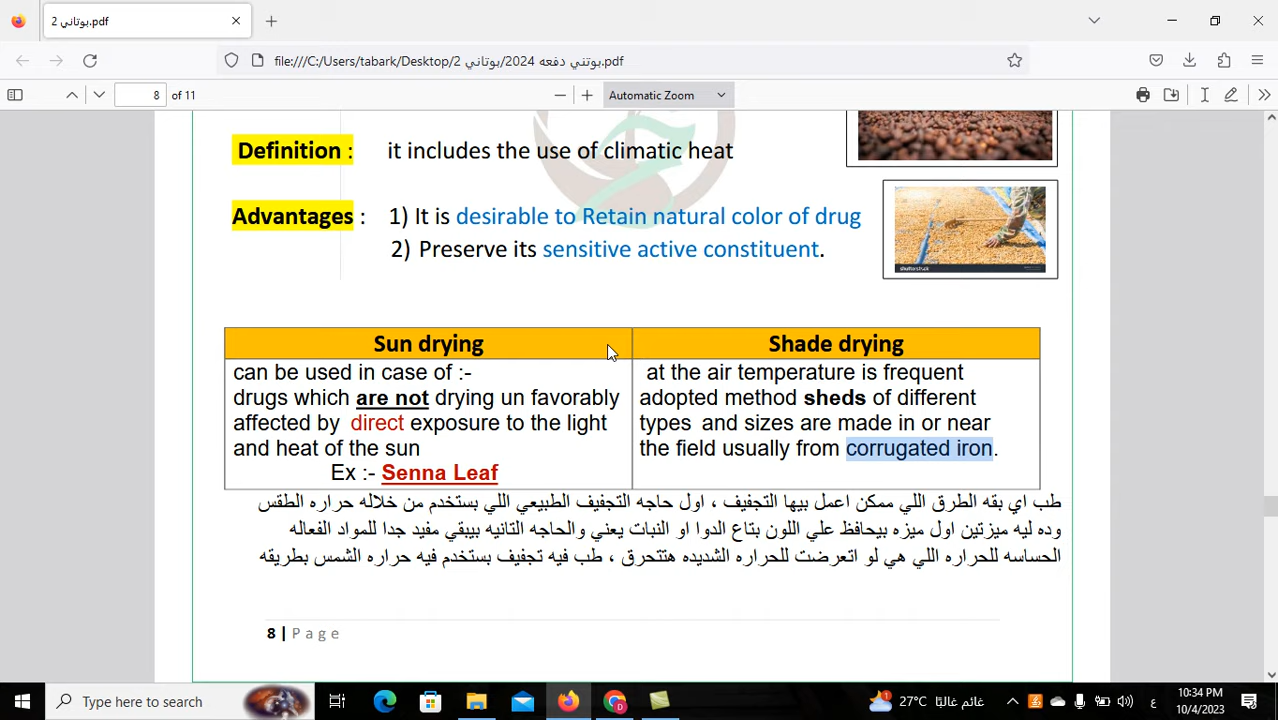 بوتاني 2.pdf
file:///C:/Users/tabark/Desktop/بوتاني 2/بوتني دفعه 2024.pdf
8 of 11
Automatic Zoom
Definition : it includes the use of climatic heat
Advantages : 1) It is desirable to Retain natural color of drug
2) Preserve its sensitive active constituent.
shutterstock
Sun drying
can be used in case of :-
drugs which are not drying un favorably
affected by direct exposure to the light
and heat of the sun
Ex :- Senna Leaf
Shade drying
at the air temperature is frequent
adopted method sheds of different
types and sizes are made in or near
the field usually from corrugated iron.
طب اي بقه الطرق اللي ممكن اعمل بيها التجفيف ، اول حاجه التجفيف الطبيعي اللي بستخدم من خلاله حراره الطقس
وده ليه ميزتين اول ميزه بيحافظ علي اللون بتاع الدوا او النبات يعني والحاجه التانيه بيبقي مفيد جدا للمواد الفعاله
الحساسه للحراره اللي هي لو اتعرضت للحراره الشديده هتتحرق ، طب فيه تجفيف بستخدم فيه حراره الشمس بطريقه
8 | Page
Type here to search
27°C غائم غالبًا
ع
10:34 PM
10/4/2023